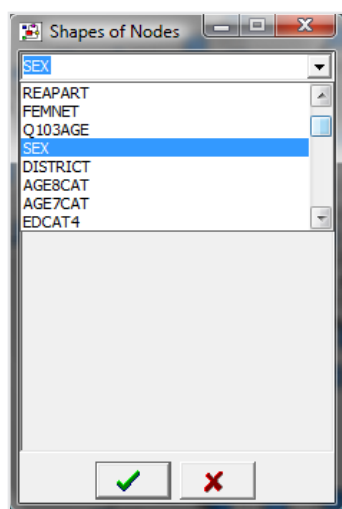 Shapes of Nodes
SEX
REAPART
FEMNET
Q103AGE
SEX
DISTRICT
AGE8CAT
AGE7CAT
EDCAT4